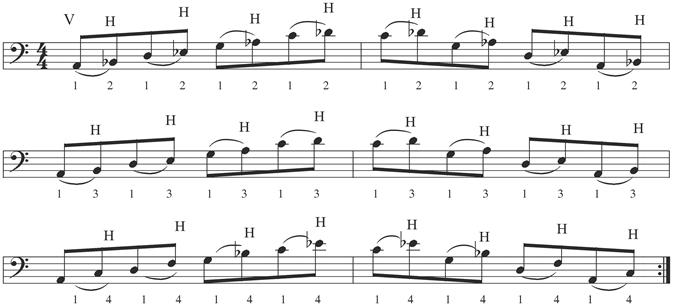 V H H H H H H H H
4 4
1 2 1 2 1 2 1 2 1 2 1 2 1 2 1 2
H H H H H H H H
1 3 1 3 1 3 1 3 1 3 1 3 1 3 1 3
H H H H H H H H
1 4 1 4 1 4 1 4 1 4 1 4 1 4 1 4